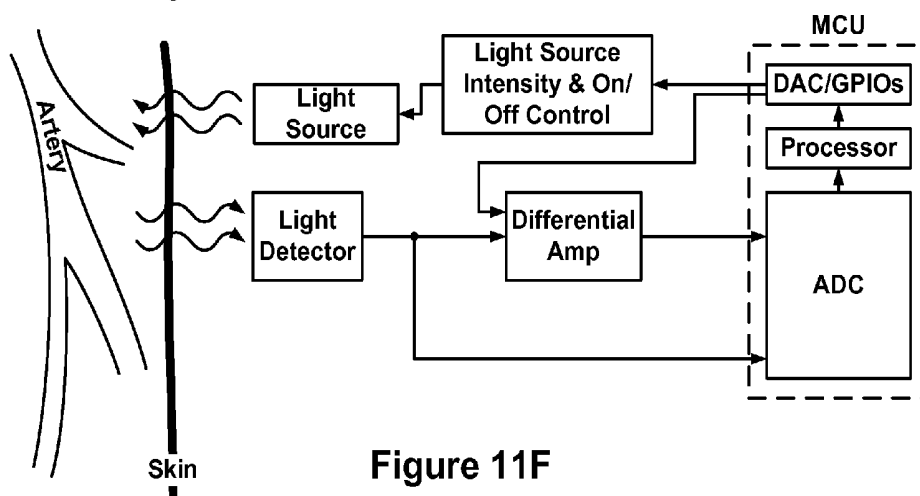 MCU
Light Source
Intensity & On/
Off Control
DAC/GPIOs
Light
Source
Processor
Artery
Light
Detector
Differential
Amp
ADC
Skin
Figure 11F